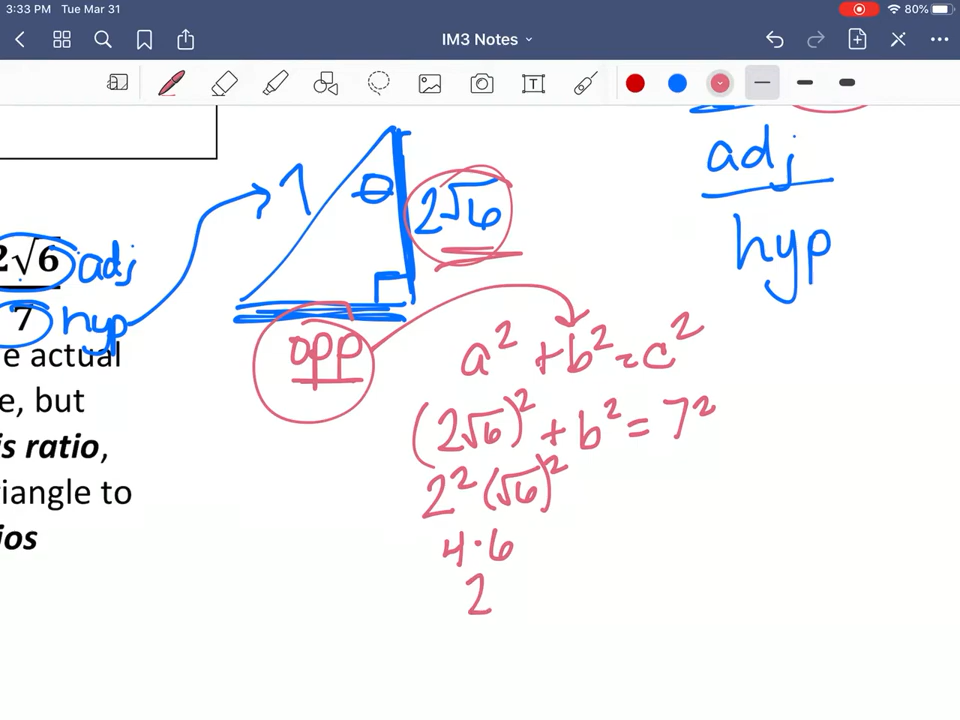 3:33 PM Tue Mar 31
80%
IM3 Notes
T
adj
hyp
7
θ
2√6
2√6 adj
7 hyp
opp
e actual
e, but
is ratio,
riangle to
ios
a² + b² = c²
(2√6)² + b² = 7²
2² (√6)²
4 · 6
2